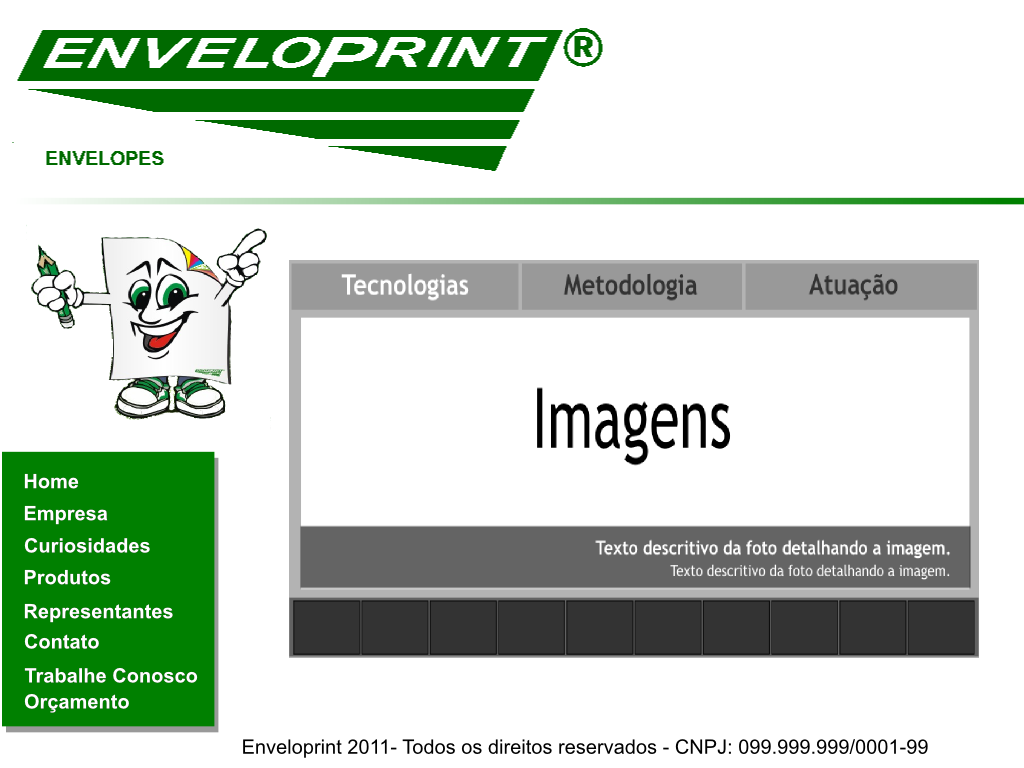 ENVELOPRINT®
ENVELOPES
Tecnologias Metodologia Atuação
Imagens
Texto descritivo da foto detalhando a imagem.
Texto descritivo da foto detalhando a imagem.
ENVELOPRINT
Home
Empresa
Curiosidades
Produtos
Representantes
Contato
Trabalhe Conosco
Orçamento
Enveloprint 2011- Todos os direitos reservados - CNPJ: 099.999.999/0001-99